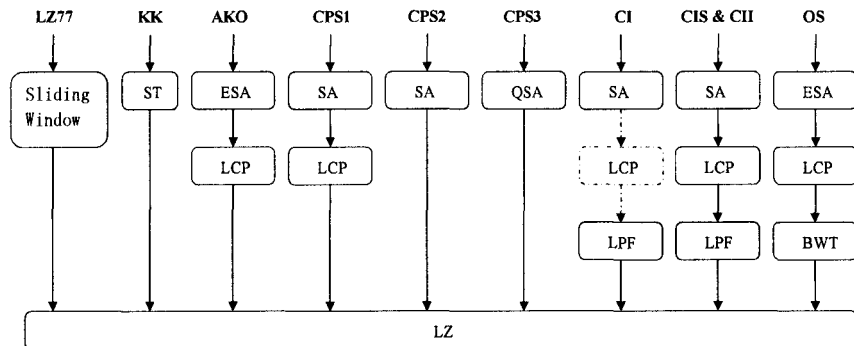 LZ77 KK AKO CPS1 CPS2 CPS3 CI CIS & CII OS
Sliding Window ST ESA SA SA QSA SA SA ESA
LCP LCP LCP LCP LCP
LPF LPF BWT
LZ